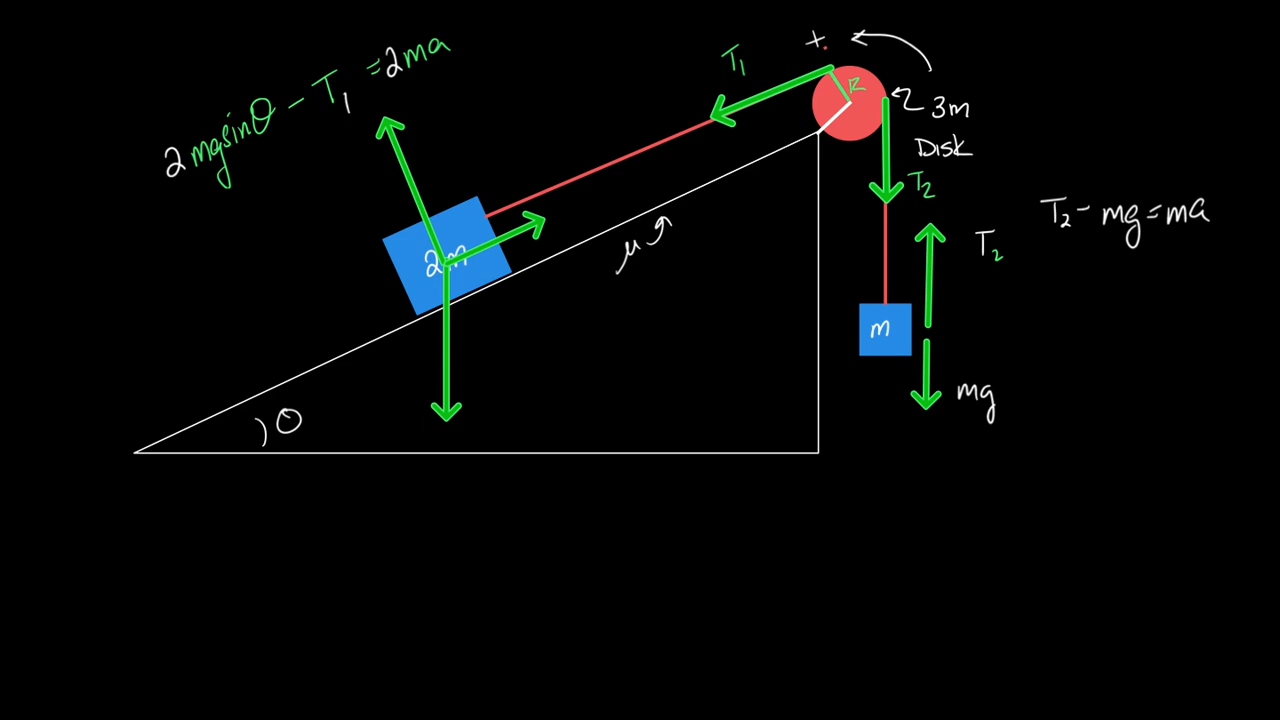 2mgsinθ - T₁ = 2ma
T₁
+
R
3m
Disk
T₂
T₂ - mg = ma
T₂
μ
2m
m
mg
θ